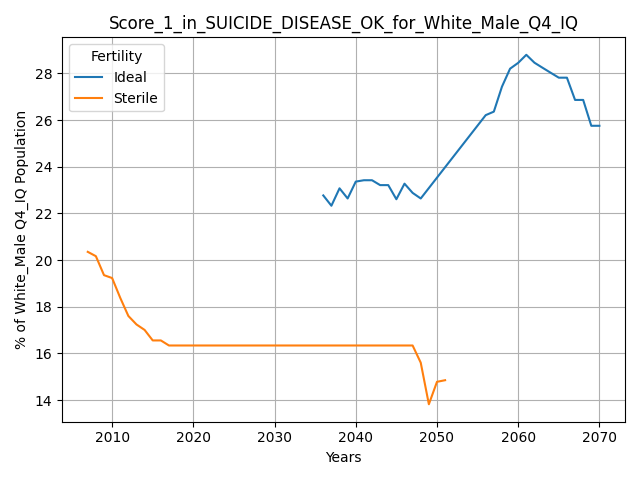 Score_1_in_SUICIDE_DISEASE_OK_for_White_Male_Q4_IQ
Fertility
Ideal
Sterile
% of White_Male Q4_IQ Population
28
26
24
22
20
18
16
14
2010 2020 2030 2040 2050 2060 2070
Years